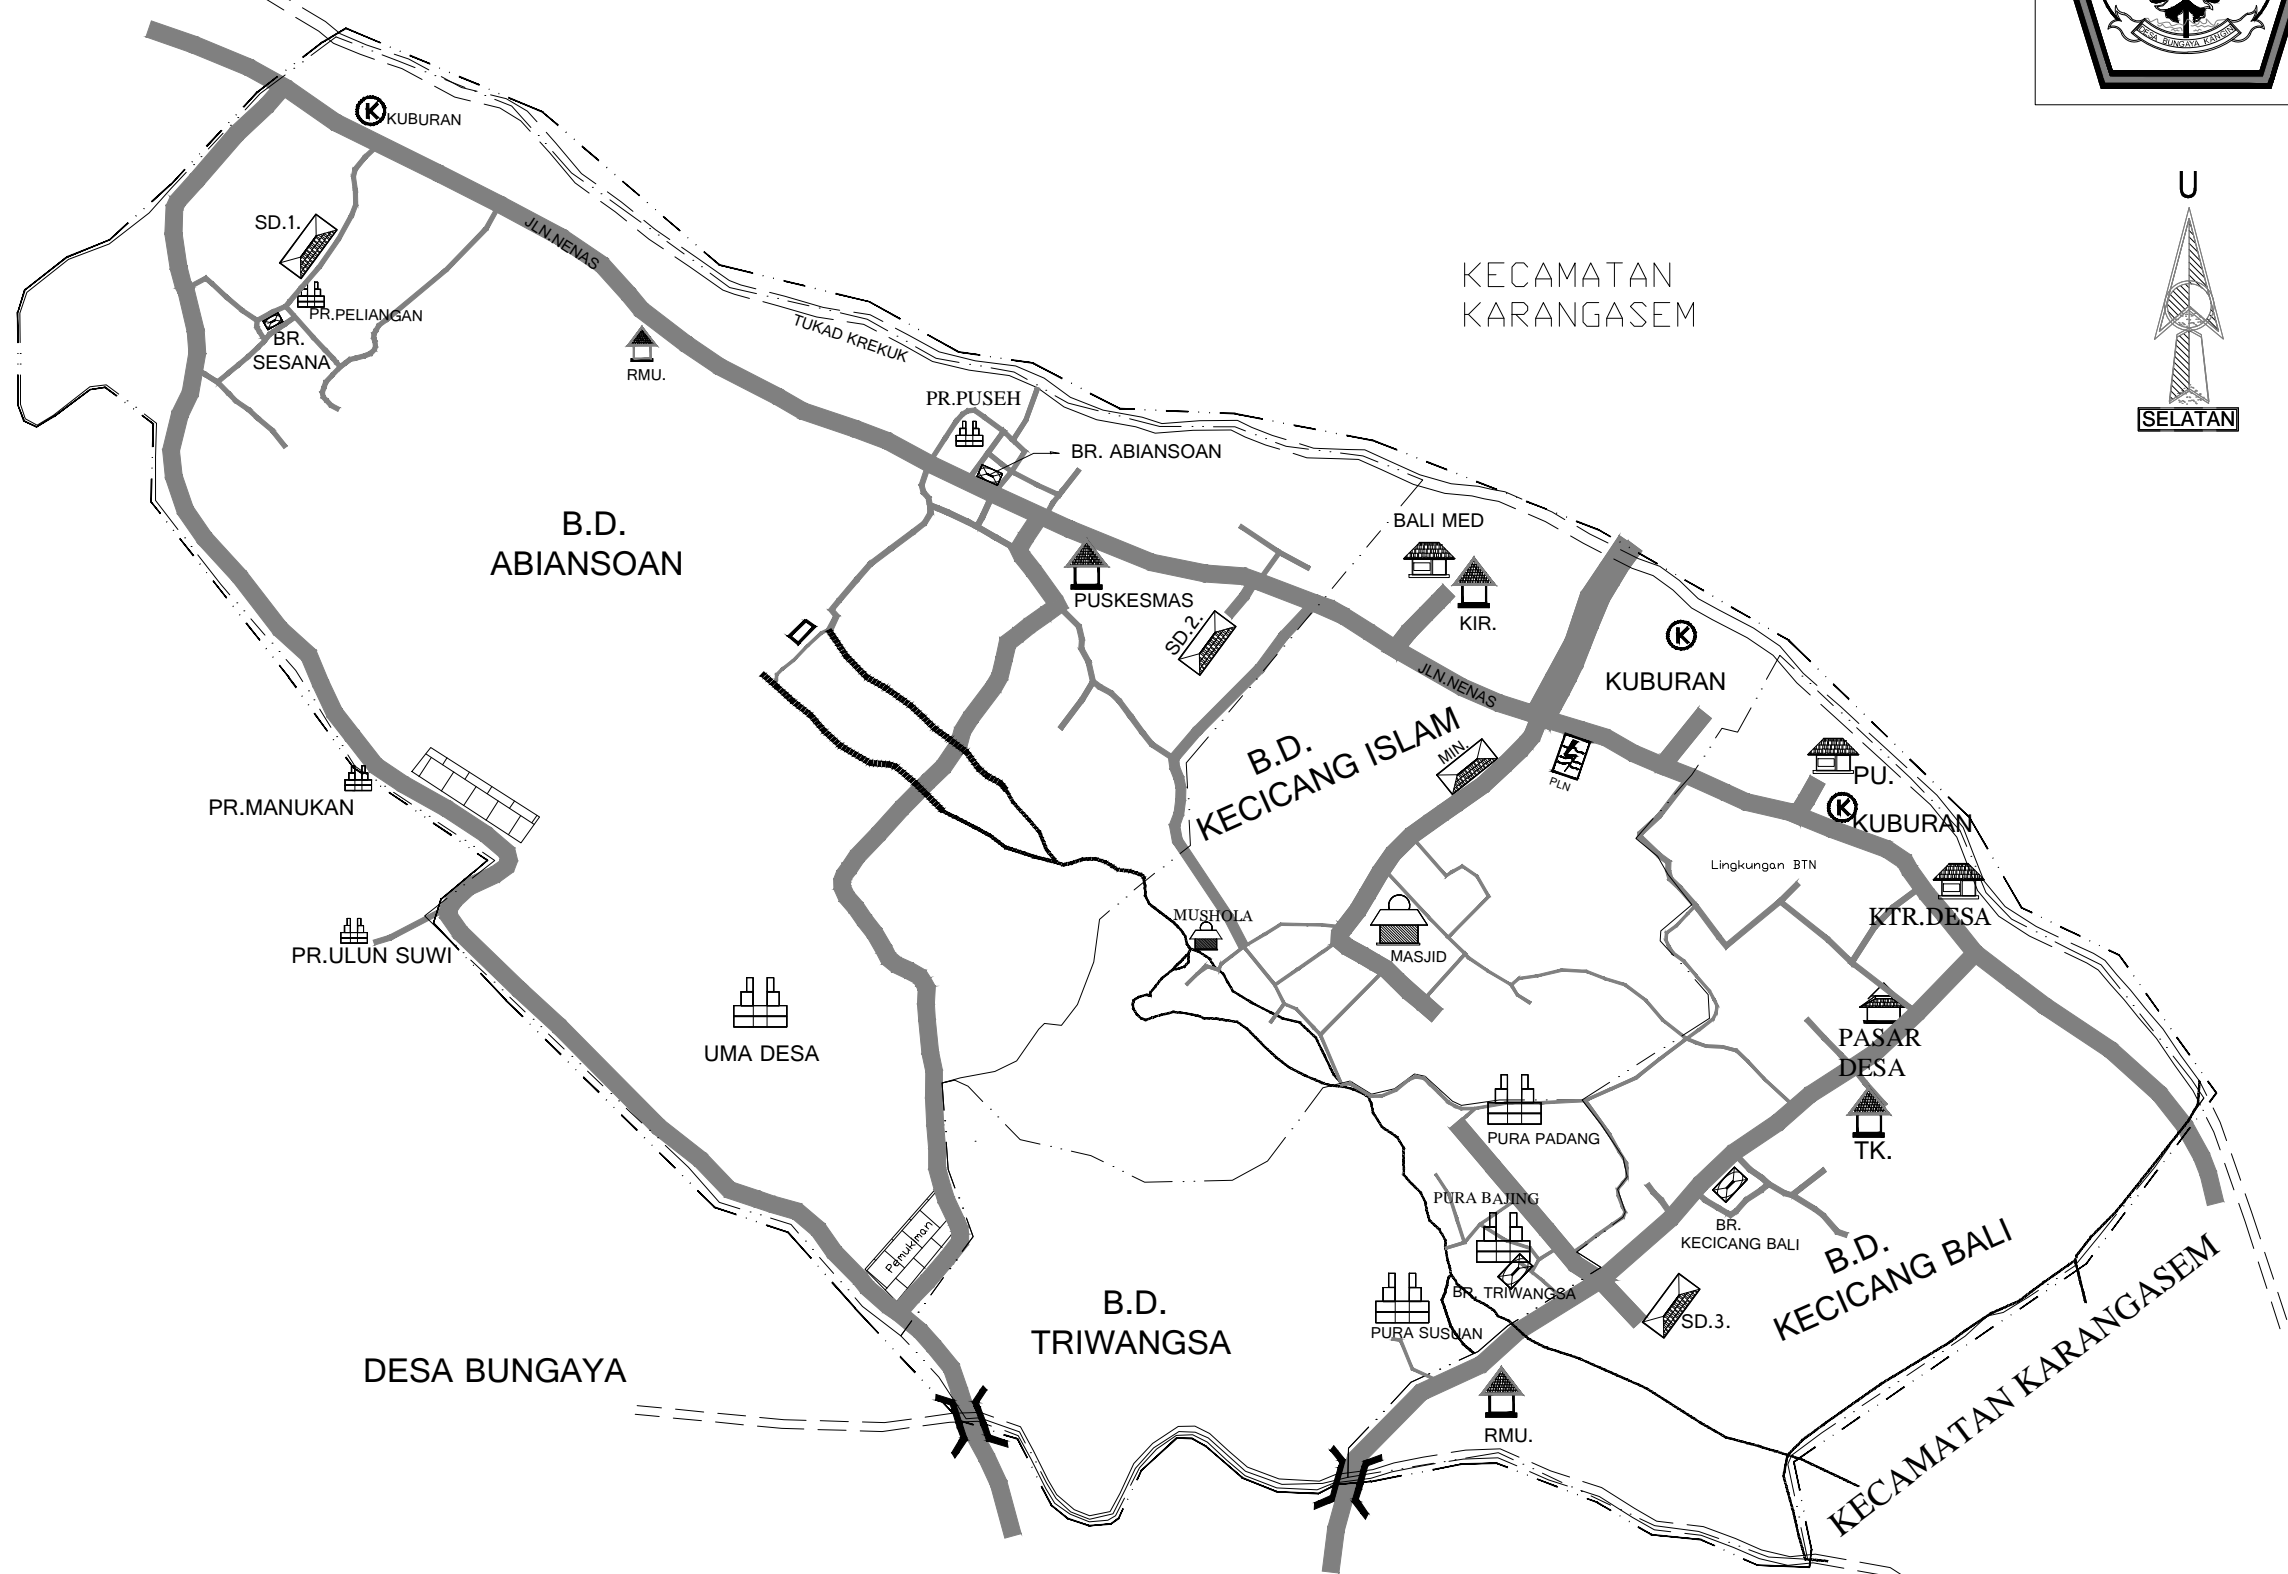 DESA BUNGAYA KANGIN
U
SELATAN
K
KUBURAN
SD.1.
JLN.NENAS
KECAMATAN
KARANGASEM
PR.PELIANGAN
BR.
SESANA
RMU.
TUKAD KREKUK
PR.PUSEH
BR. ABIANSOAN
B.D.
ABIANSOAN
BALI MED
PUSKESMAS
KIR.
SD.2.
K
KUBURAN
JLN.NENAS
B.D.
KECICANG ISLAM
MIN.
PLN
PU.
K
KUBURAN
PR.MANUKAN
Lingkungan BTN
KTR.DESA
MUSHOLA
MASJID
PR.ULUN SUWI
UMA DESA
PASAR
DESA
TK.
PURA PADANG
PURA BAJING
BR.
KECICANG BALI
B.D.
KECICANG BALI
Pemukiman
BR. TRIWANGSA
B.D.
TRIWANGSA
PURA SUSUAN
SD.3.
DESA BUNGAYA
RMU.
KECAMATAN KARANGASEM